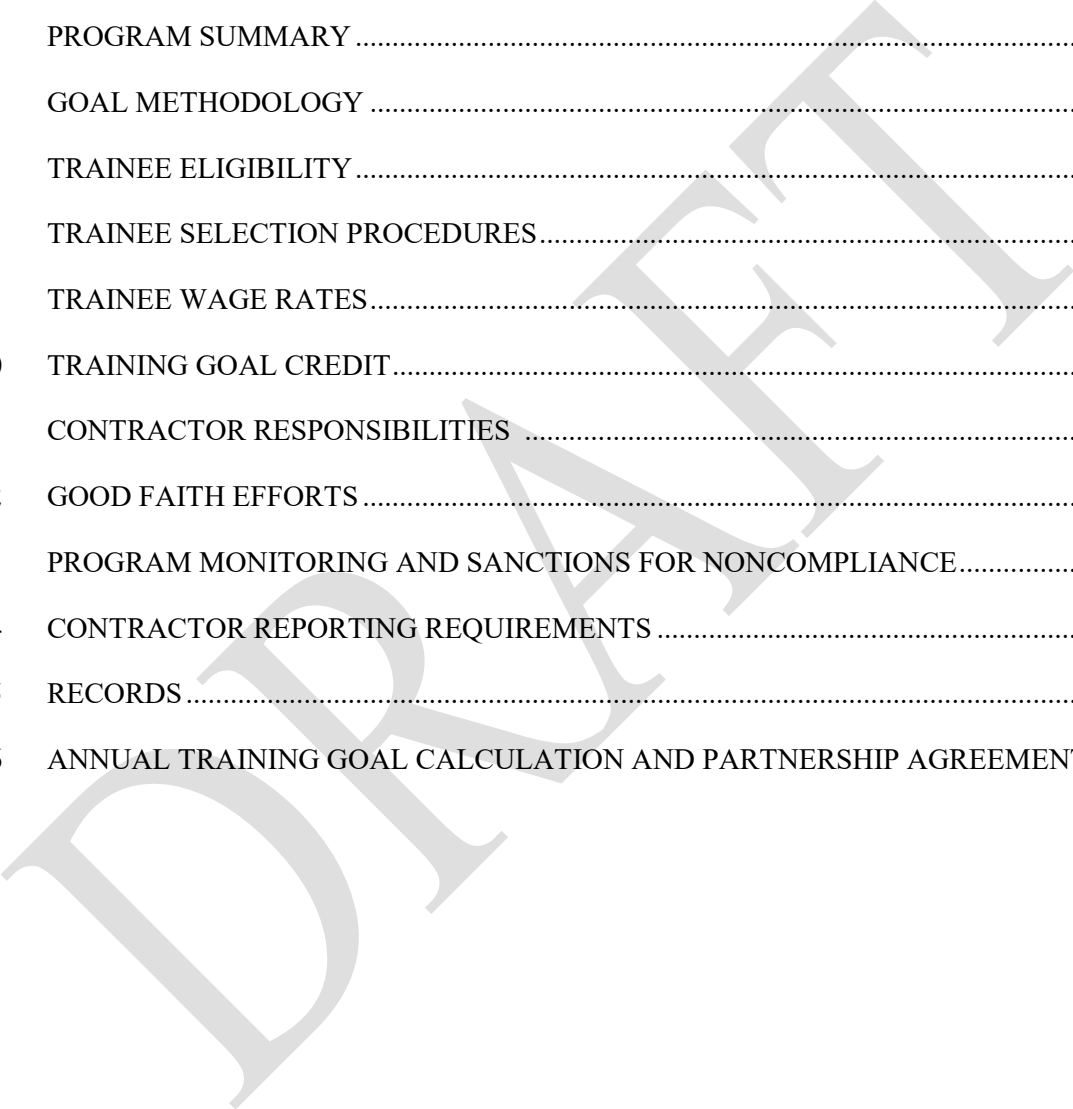 PROGRAM SUMMARY
GOAL METHODOLOGY
TRAINEE ELIGIBILITY
TRAINEE SELECTION PROCEDURES
TRAINEE WAGE RATES
TRAINING GOAL CREDIT
CONTRACTOR RESPONSIBILITIES
GOOD FAITH EFFORTS
PROGRAM MONITORING AND SANCTIONS FOR NONCOMPLIANCE
CONTRACTOR REPORTING REQUIREMENTS
RECORDS
ANNUAL TRAINING GOAL CALCULATION AND PARTNERSHIP AGREEMENT
DRAFT